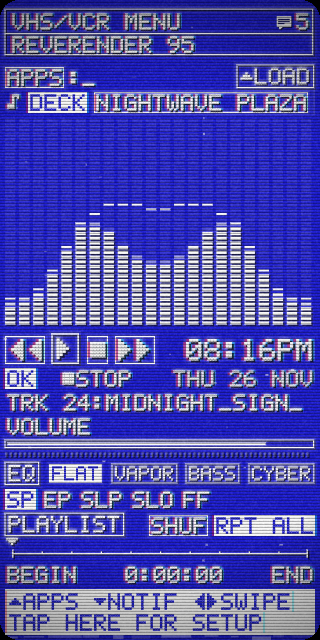 VHS/VCR MENU 5
REVERENDER 95
APPS:_ LOAD
DECK NIGHTWAVE PLAZA
08:16PM
OK STOP THU 26 NOV
TRK 24:MIDNIGHT_SIGN_
VOLUME
EQ FLAT VAPOR BASS CYBER
SP EP SLP SLO FF
PLAYLIST SHUF RPT ALL
BEGIN 0:00:00 END
APPS NOTIF SWIPE
TAP HERE FOR SETUP